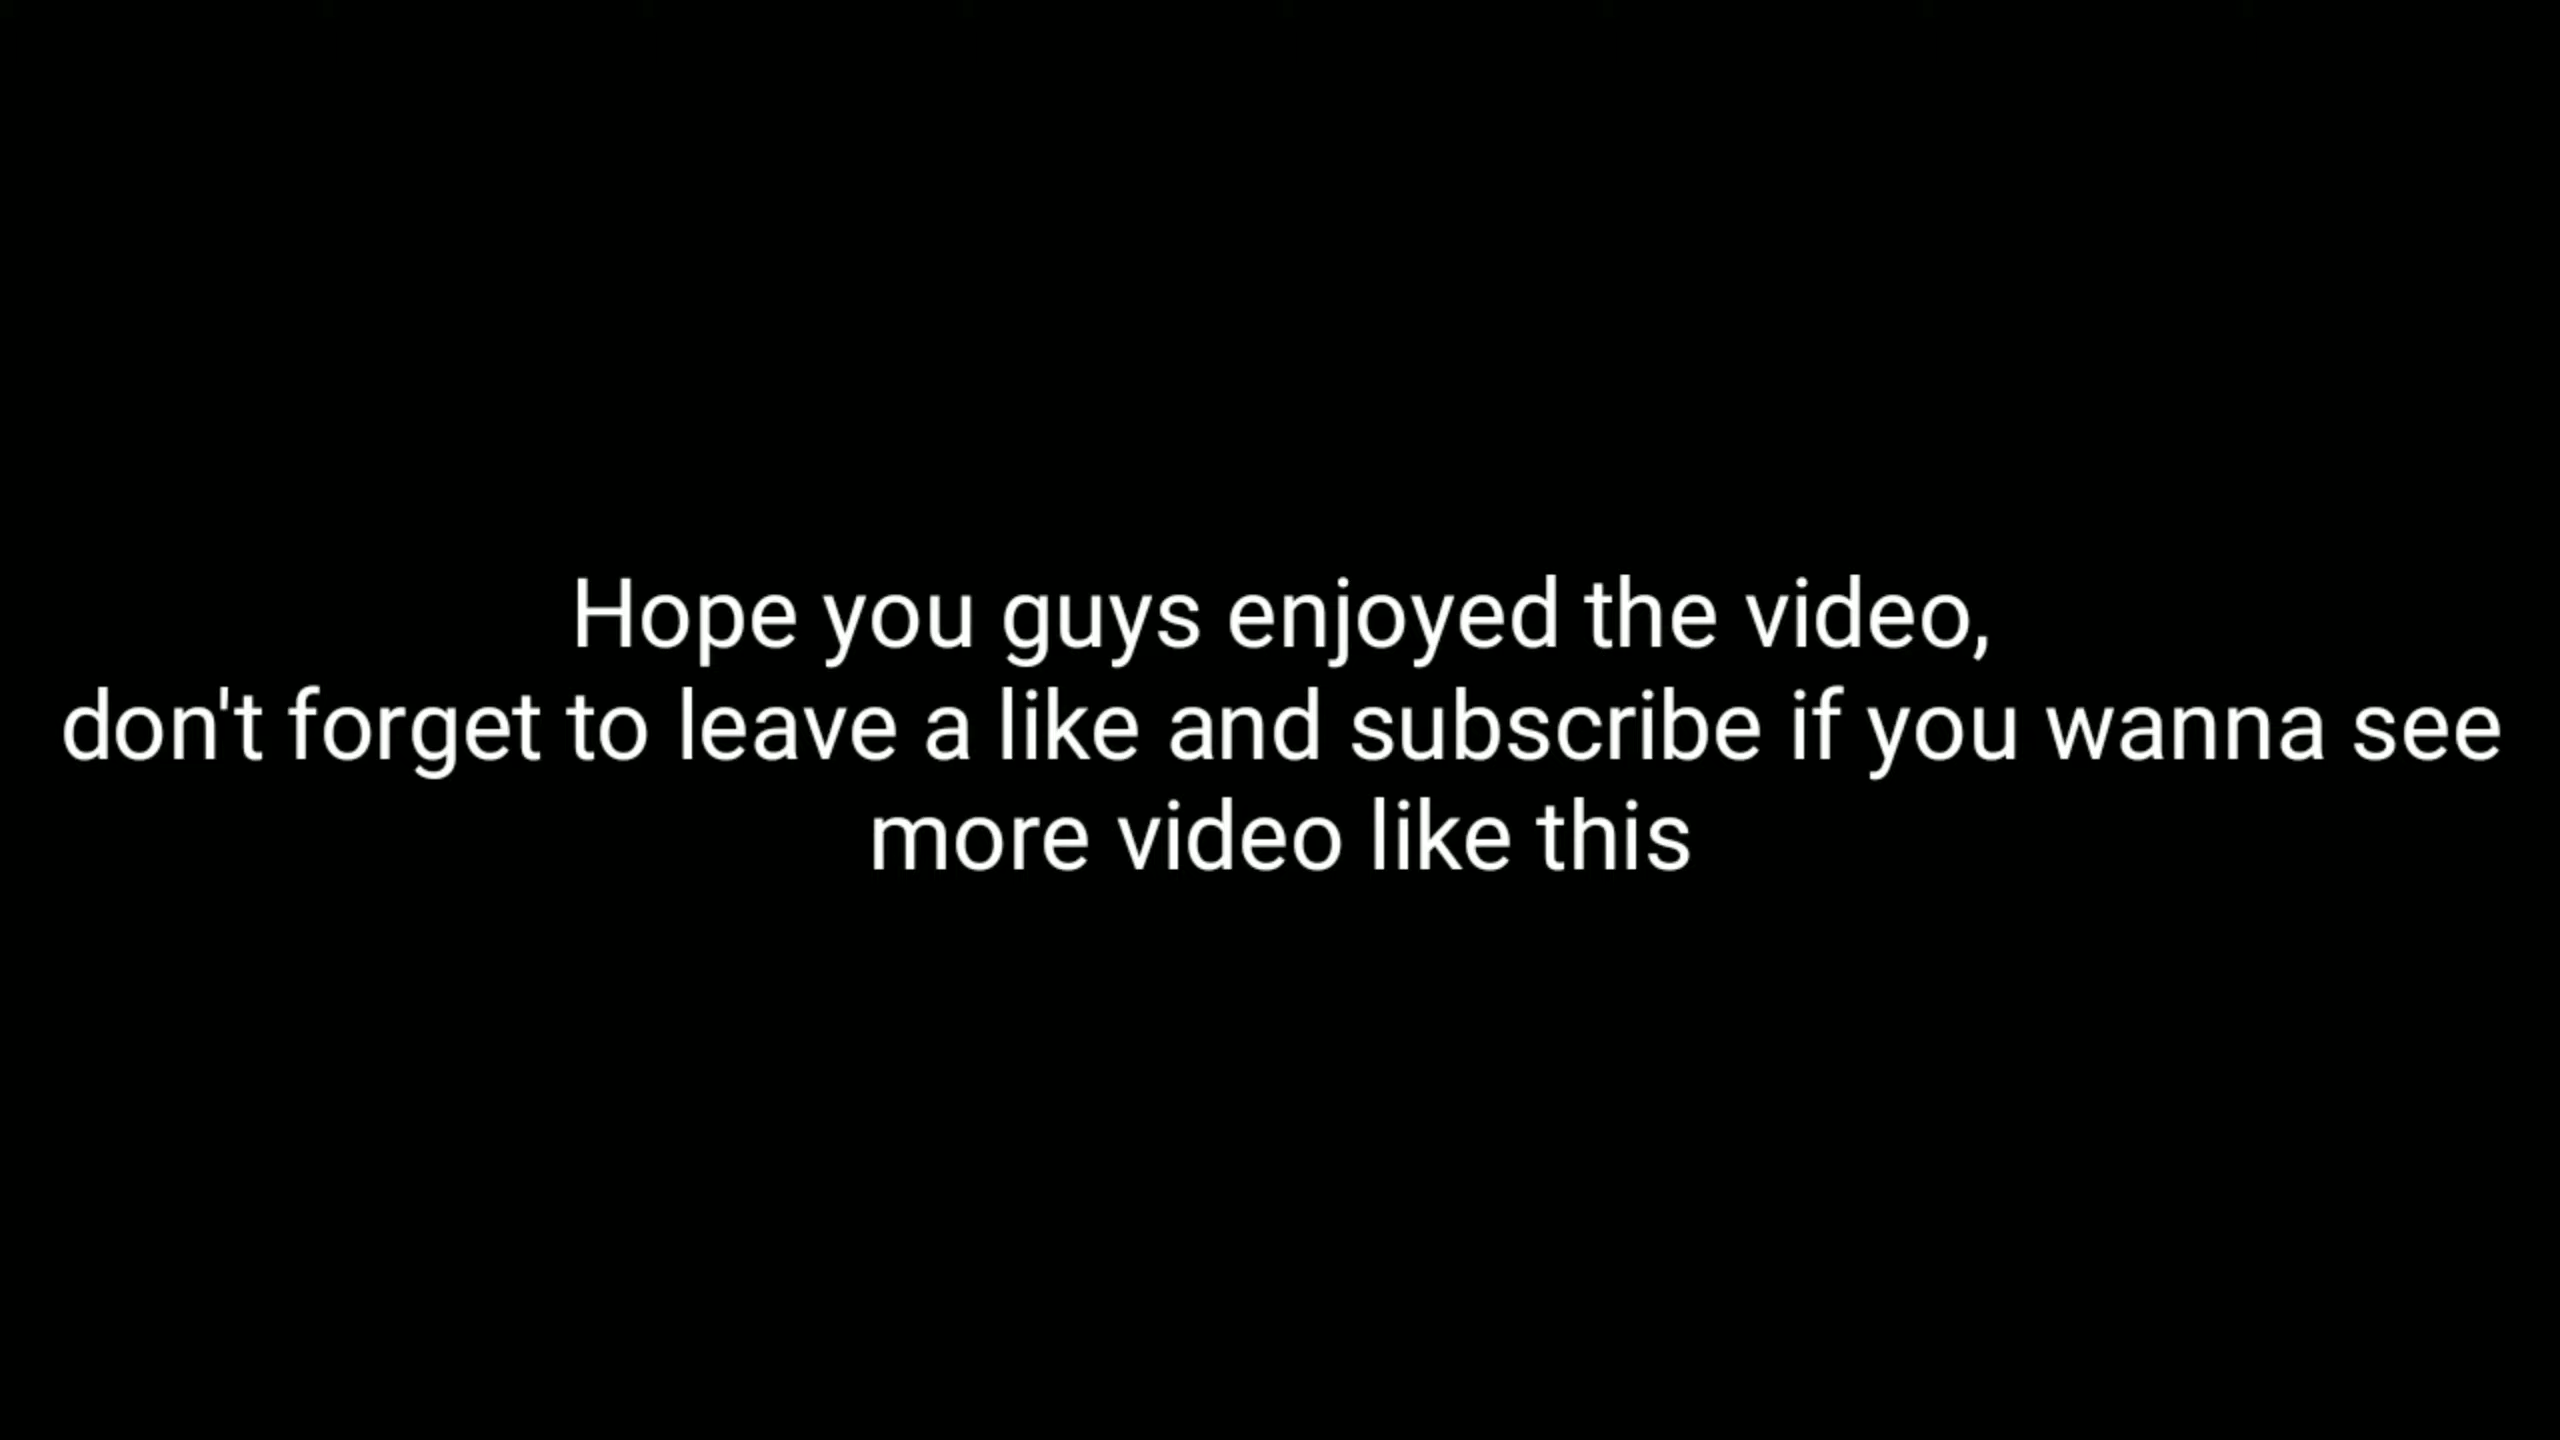 Hope you guys enjoyed the video,
don't forget to leave a like and subscribe if you wanna see
more video like this